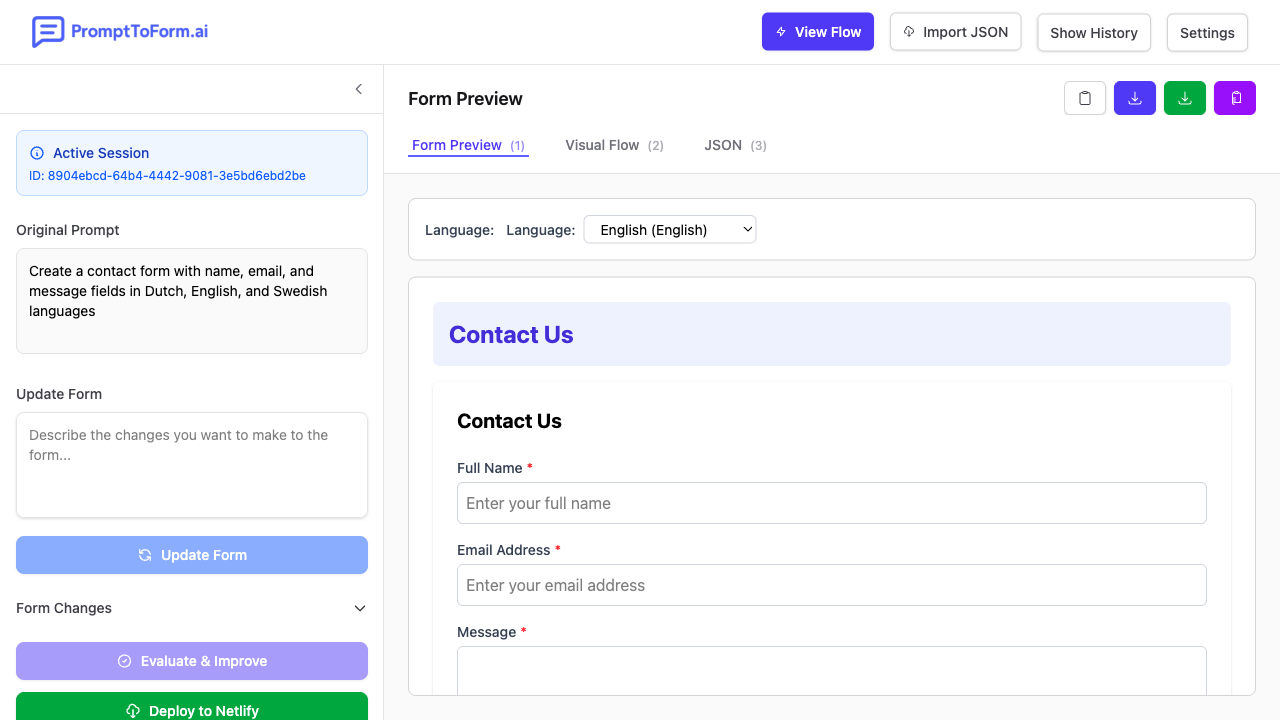 PromptToForm.ai
View Flow
Import JSON
Show History
Settings
Active Session
ID: 8904ebcd-64b4-4442-9081-3e5bd6ebd2be
Original Prompt
Create a contact form with name, email, and
message fields in Dutch, English, and Swedish
languages
Update Form
Describe the changes you want to make to the
form...
Update Form
Form Changes
Evaluate & Improve
Deploy to Netlify
Form Preview
Form Preview (1)
Visual Flow (2)
JSON (3)
Language: Language: English (English)
Contact Us
Contact Us
Full Name *
Enter your full name
Email Address *
Enter your email address
Message *